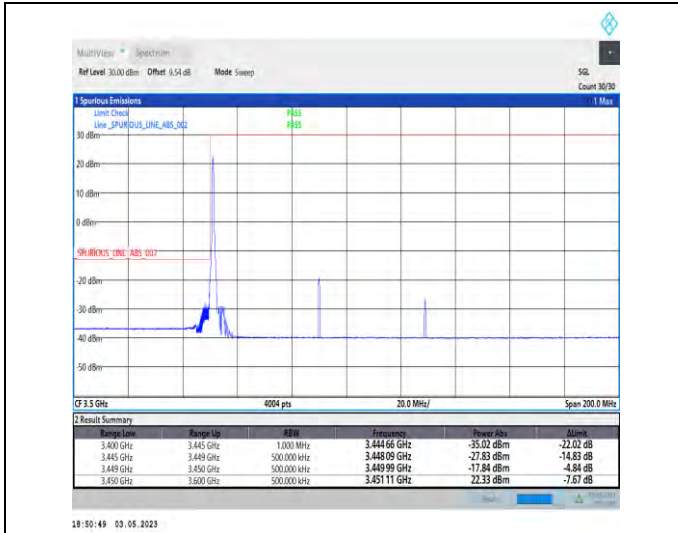 MultiView Spectrum
Ref Level 30.00 dBm Offset 9.54 dB Mode Sweep SGL
Count 30/30
1 Spurious Emissions 1 Max
Limit Check PASS
Line _SPURIOUS_LINE_ABS_002 PASS
30 dBm
20 dBm
10 dBm
0 dBm
_SPURIOUS_LINE_ABS_002
-20 dBm
-30 dBm
-40 dBm
-50 dBm
CF 3.5 GHz 4004 pts 20.0 MHz/ Span 200.0 MHz
2 Result Summary
Range Low Range Up RBW Frequency Power Abs ΔLimit
3.400 GHz 3.445 GHz 1.000 MHz 3.444 66 GHz -35.02 dBm -22.02 dB
3.445 GHz 3.449 GHz 500.000 kHz 3.448 09 GHz -27.83 dBm -14.83 dB
3.449 GHz 3.450 GHz 500.000 kHz 3.449 99 GHz -17.84 dBm -4.84 dB
3.450 GHz 3.600 GHz 500.000 kHz 3.451 11 GHz 22.33 dBm -7.67 dB
18:50:49 03.05.2023